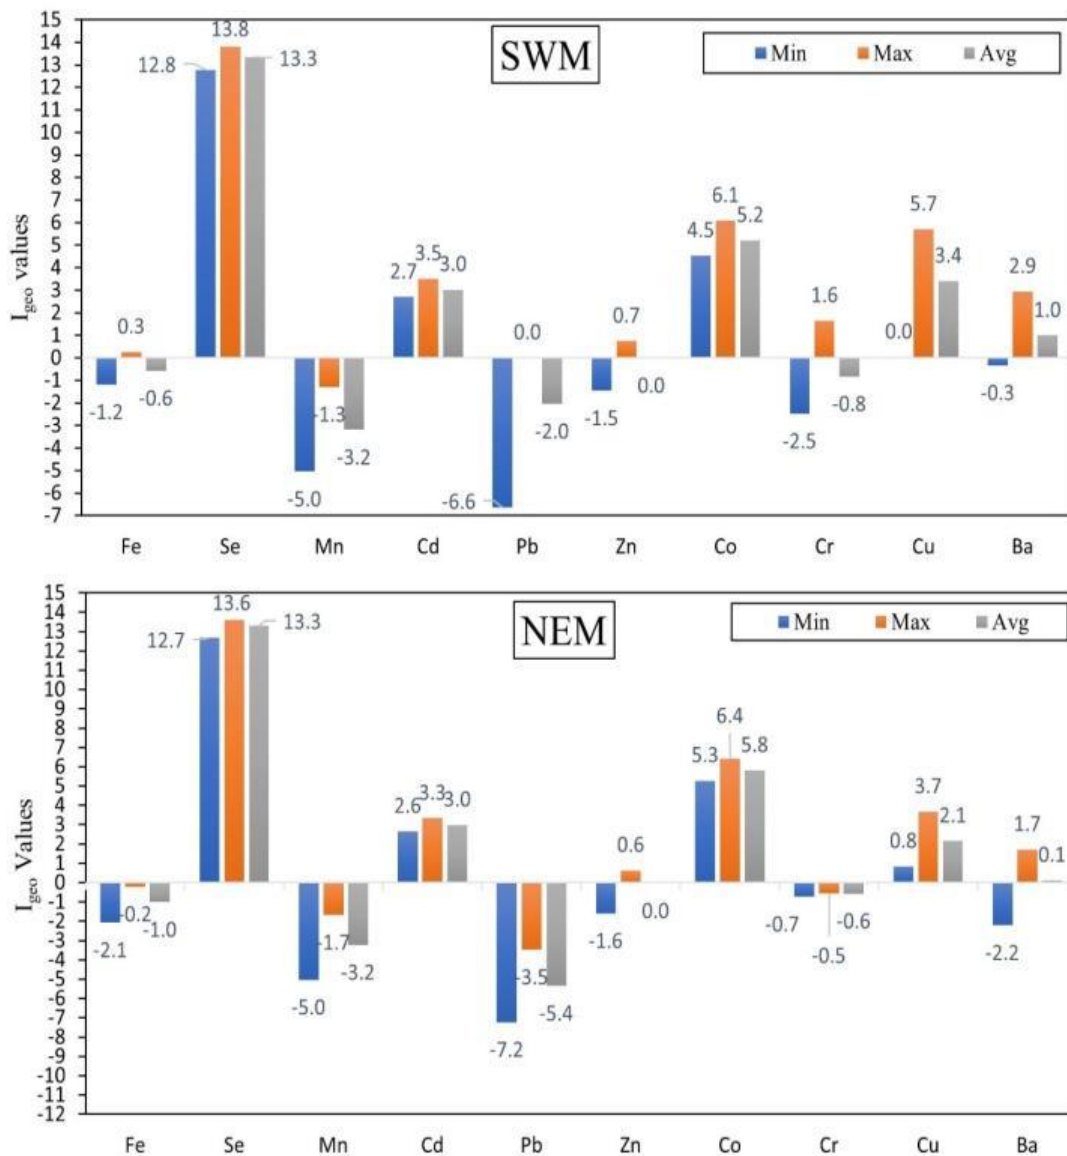 SWM
Min Max Avg
I_geo values
15
14
13
12
11
10
9
8
7
6
5
4
3
2
1
0
-1
-2
-3
-4
-5
-6
-7
-1.2 0.3 -0.6
12.8 13.8 13.3
-5.0 -1.3 -3.2
2.7 3.5 3.0
-6.6 0.0 -2.0
-1.5 0.7 0.0
4.5 6.1 5.2
-2.5 1.6 -0.8
0.0 5.7 3.4
-0.3 2.9 1.0
Fe Se Mn Cd Pb Zn Co Cr Cu Ba
NEM
Min Max Avg
I_geo Values
15
14
13
12
11
10
9
8
7
6
5
4
3
2
1
0
-1
-2
-3
-4
-5
-6
-7
-8
-9
-10
-11
-12
-2.1 -0.2 -1.0
12.7 13.6 13.3
-5.0 -1.7 -3.2
2.6 3.3 3.0
-7.2 -3.5 -5.4
-1.6 0.6 0.0
5.3 6.4 5.8
-0.7 -0.5 -0.6
0.8 3.7 2.1
-2.2 1.7 0.1
Fe Se Mn Cd Pb Zn Co Cr Cu Ba